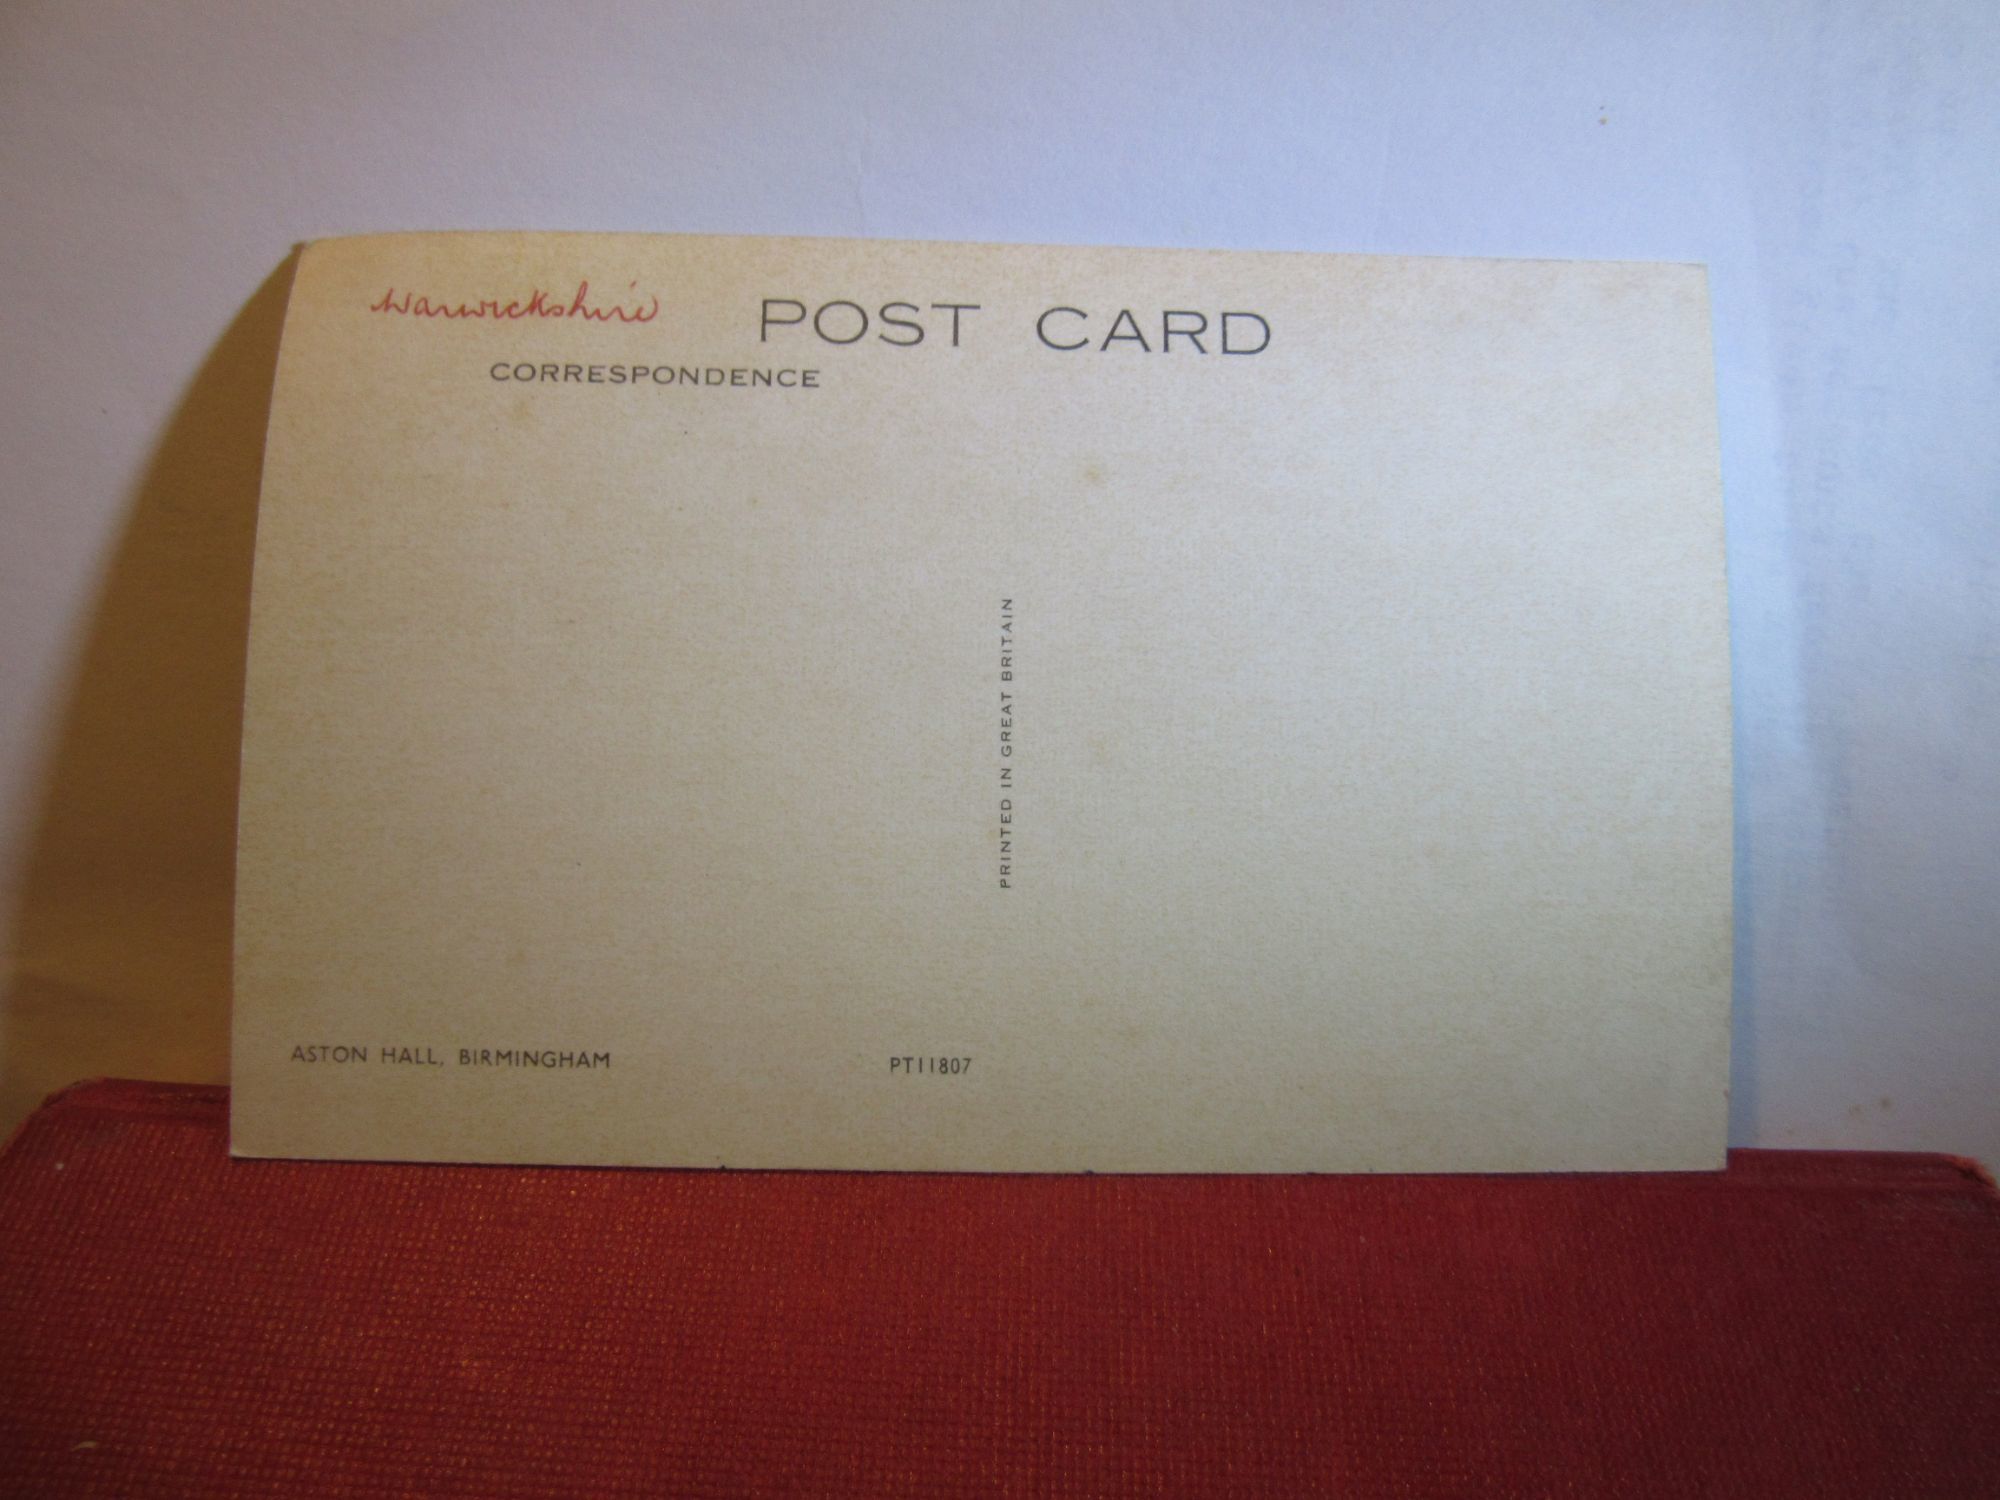 Warwickshire
POST CARD
CORRESPONDENCE
PRINTED IN GREAT BRITAIN
ASTON HALL, BIRMINGHAM
PT11807